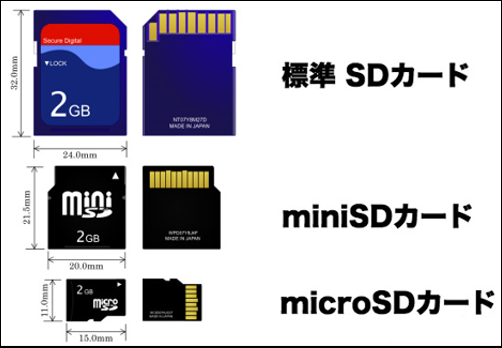 32.0mm
Secure Digital
▼LOCK
2GB
NT07Y8M27D
MADE IN JAPAN
24.0mm
標準 SDカード
21.5mm
mini
SD
2GB
MADE IN JAPAN
20.0mm
miniSDカード
11.0mm
2GB
micro
SD
15.0mm
microSDカード